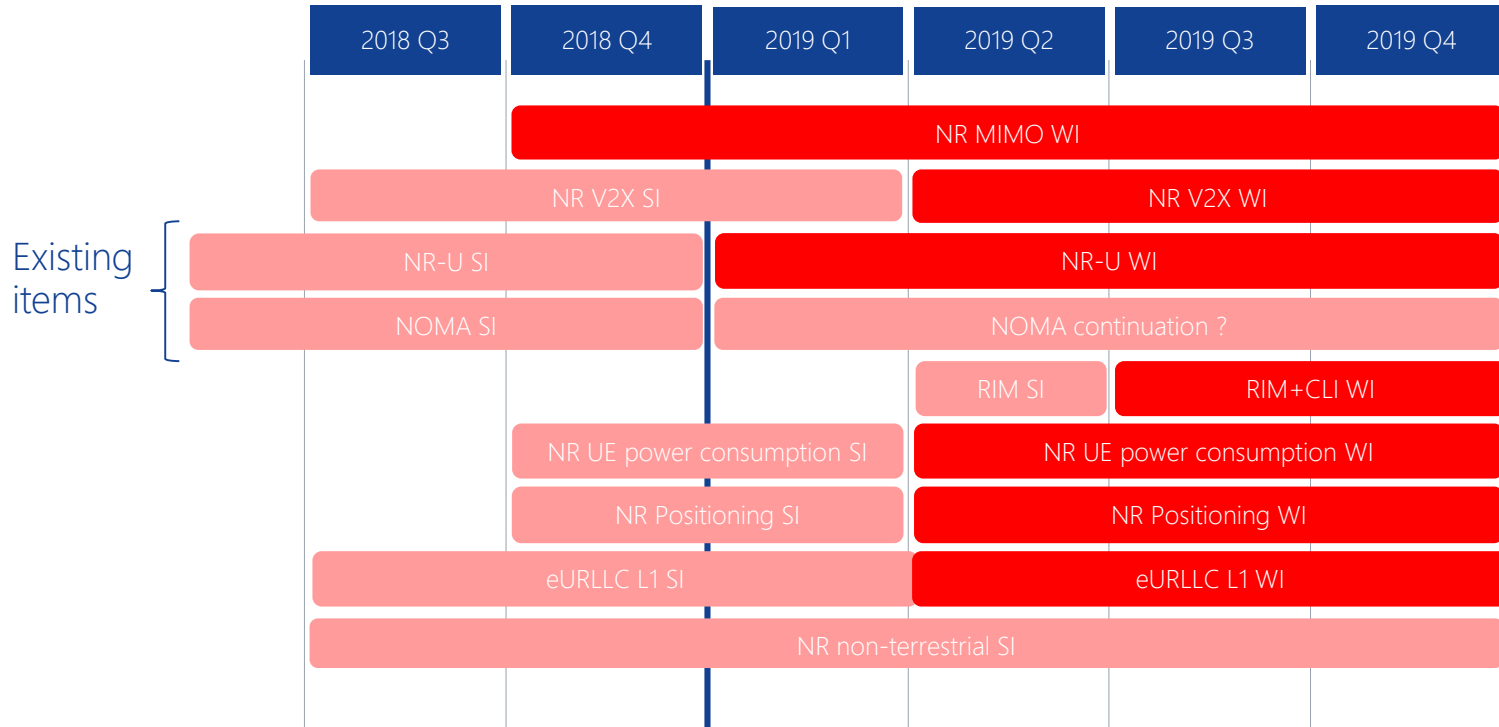 2018 Q3
2018 Q4
2019 Q1
2019 Q2
2019 Q3
2019 Q4
NR MIMO WI
NR V2X SI
NR V2X WI
Existing
items
NR-U SI
NR-U WI
NOMA SI
NOMA continuation ?
RIM SI
RIM+CLI WI
NR UE power consumption SI
NR UE power consumption WI
NR Positioning SI
NR Positioning WI
eURLLC L1 SI
eURLLC L1 WI
NR non-terrestrial SI